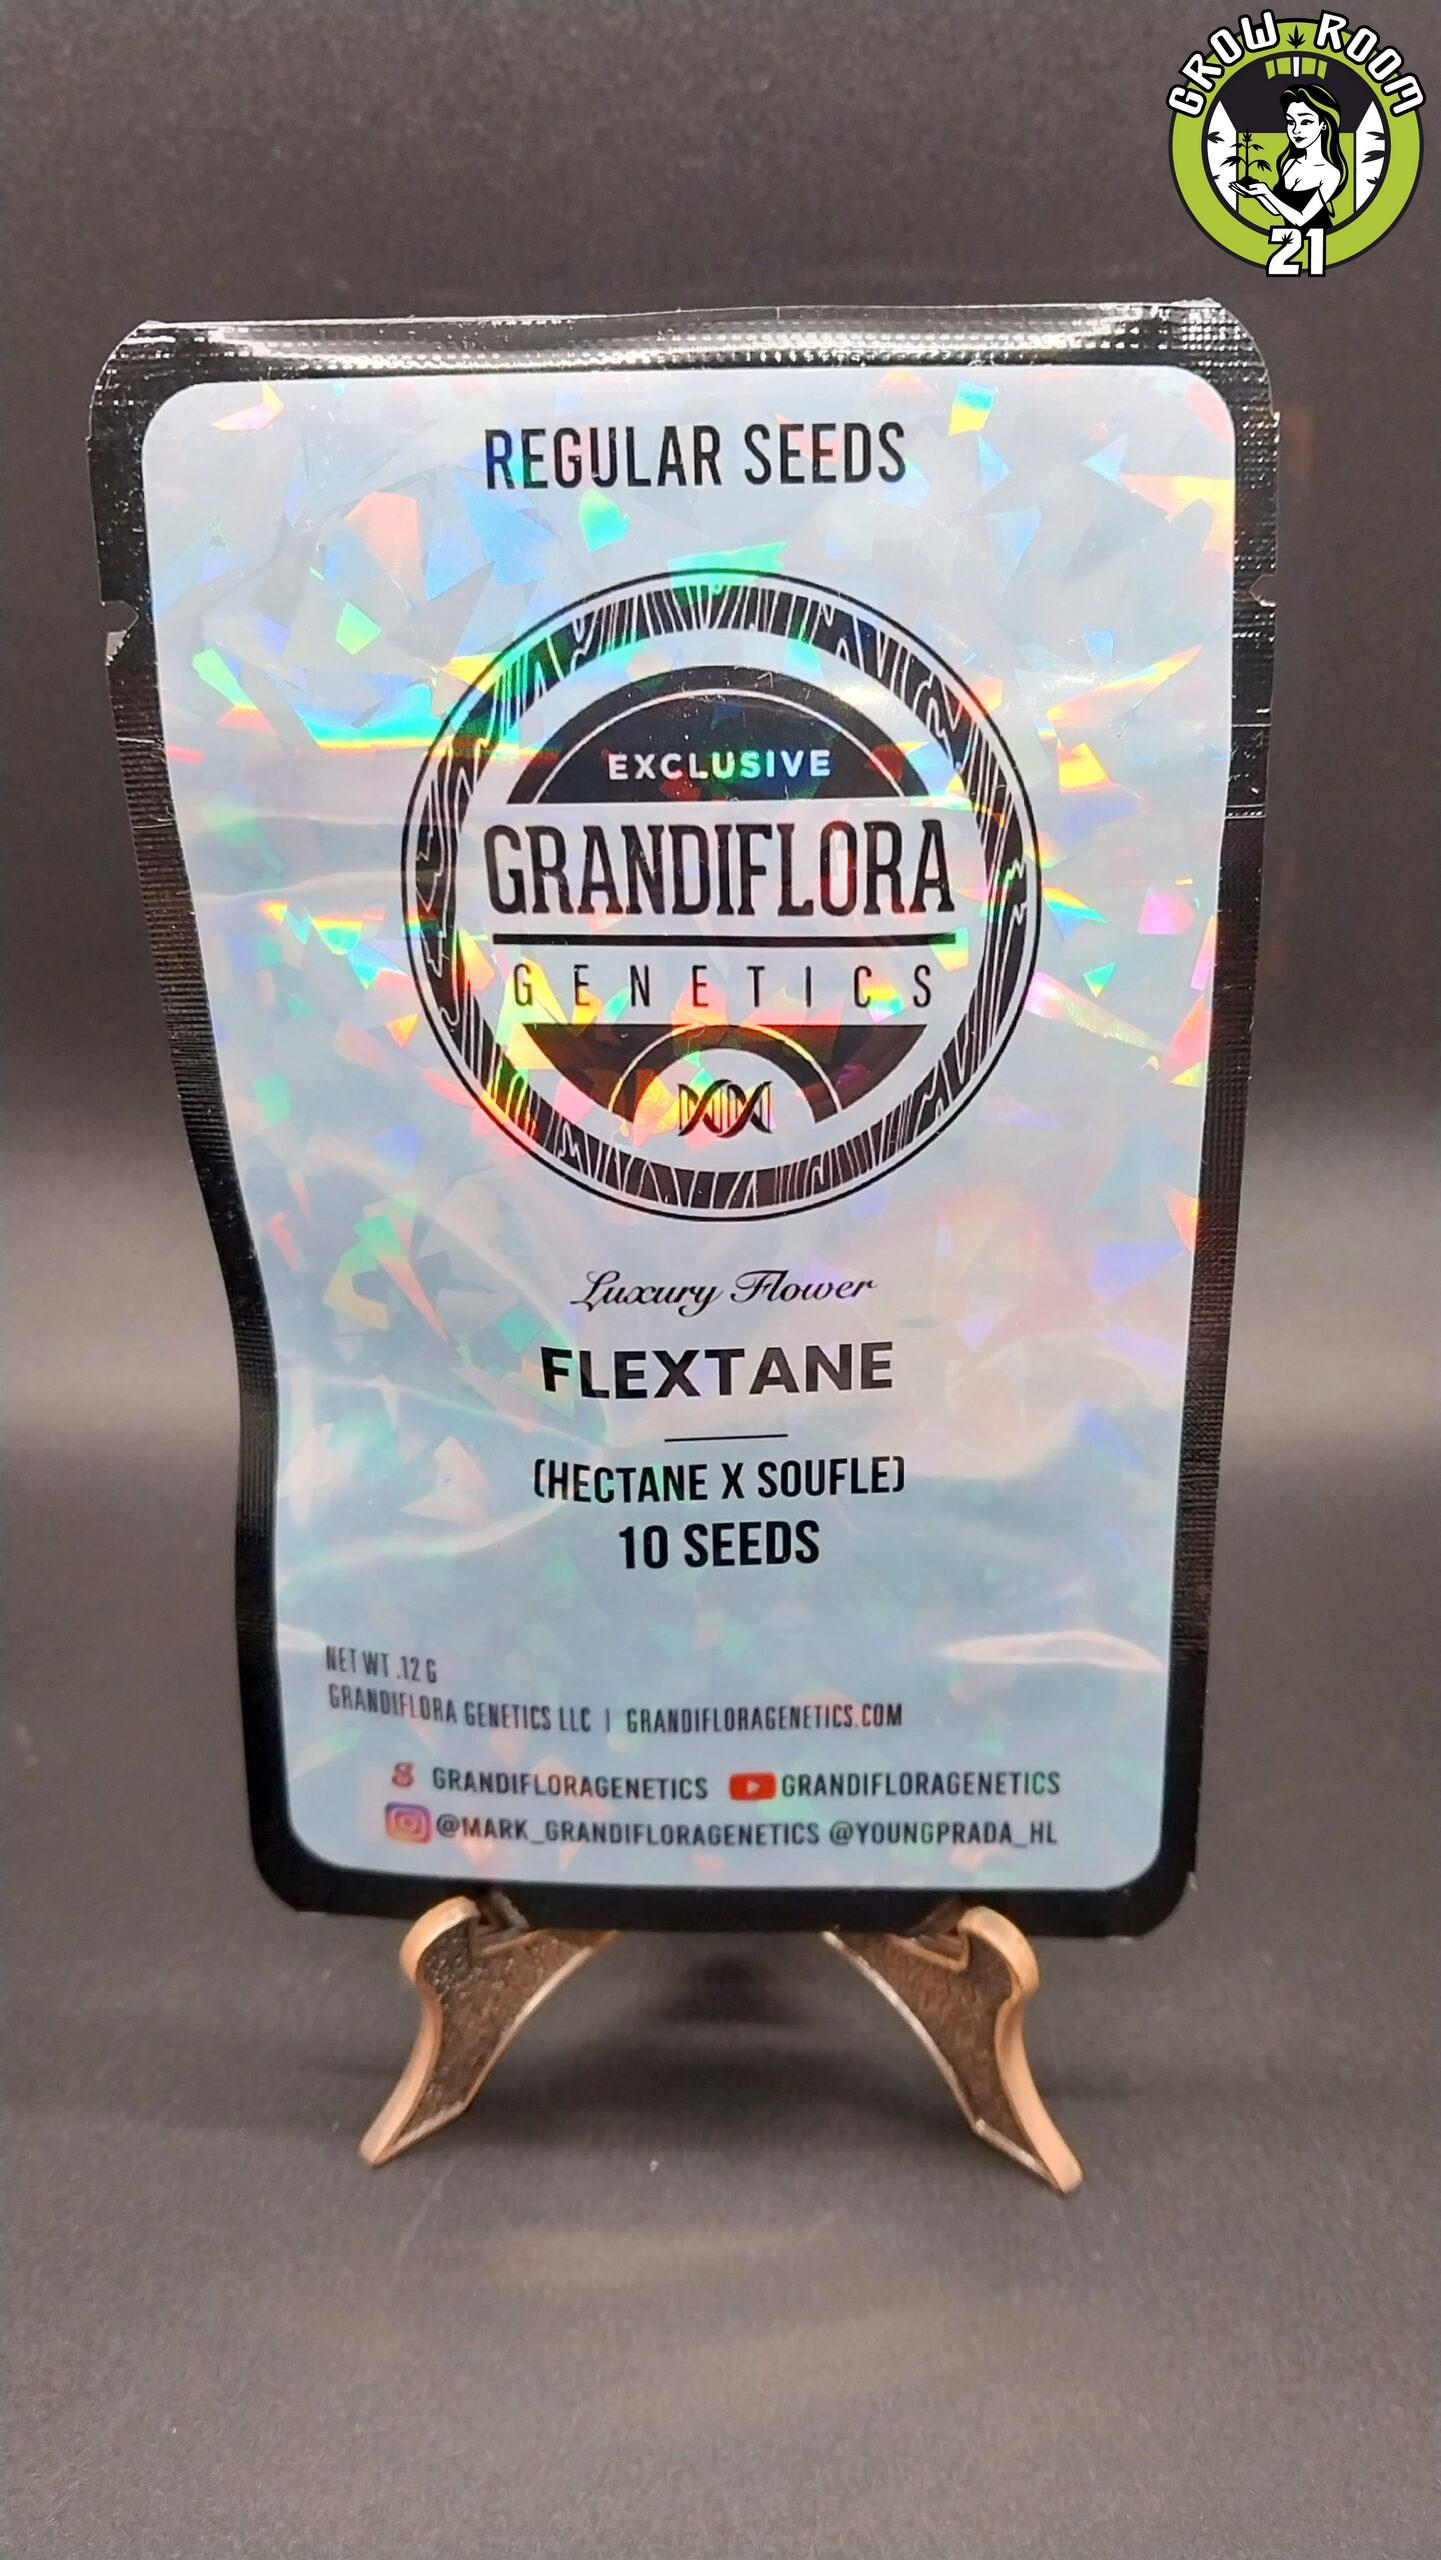 GROW ROOM
21
REGULAR SEEDS
EXCLUSIVE
GRANDIFLORA
GENETICS
Luxury Flower
FLEXTANE
(HECTANE X SOUFLE)
10 SEEDS
NET WT .12 G
GRANDIFLORA GENETICS LLC | GRANDIFLORAGENETICS.COM
GRANDIFLORAGENETICS GRANDIFLORAGENETICS
@MARK_GRANDIFLORAGENETICS @YOUNGPRADA_HL